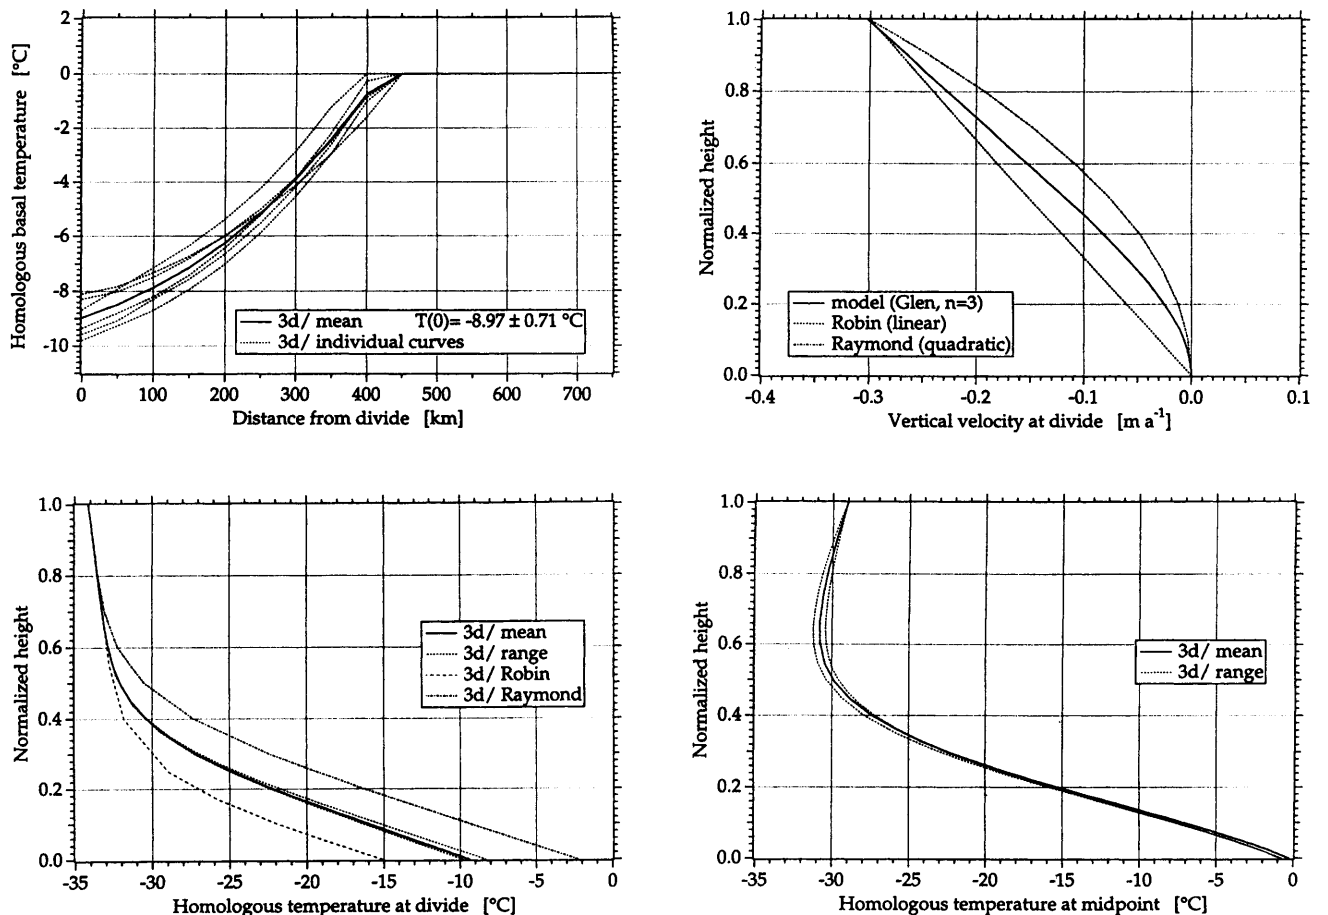 2
0
-2
-4
-6
-8
-10
Homologous basal temperature [°C]
3d/ mean T(0)= -8.97 ± 0.71 °C
3d/ individual curves
0 100 200 300 400 500 600 700
Distance from divide [km]
1.0
0.8
0.6
0.4
0.2
0.0
Normalized height
model (Glen, n=3)
Robin (linear)
Raymond (quadratic)
-0.4 -0.3 -0.2 -0.1 0.0 0.1
Vertical velocity at divide [m a⁻¹]
1.0
0.8
0.6
0.4
0.2
0.0
Normalized height
3d/ mean
3d/ range
3d/ Robin
3d/ Raymond
-35 -30 -25 -20 -15 -10 -5 0
Homologous temperature at divide [°C]
1.0
0.8
0.6
0.4
0.2
0.0
Normalized height
3d/ mean
3d/ range
-35 -30 -25 -20 -15 -10 -5 0
Homologous temperature at midpoint [°C]